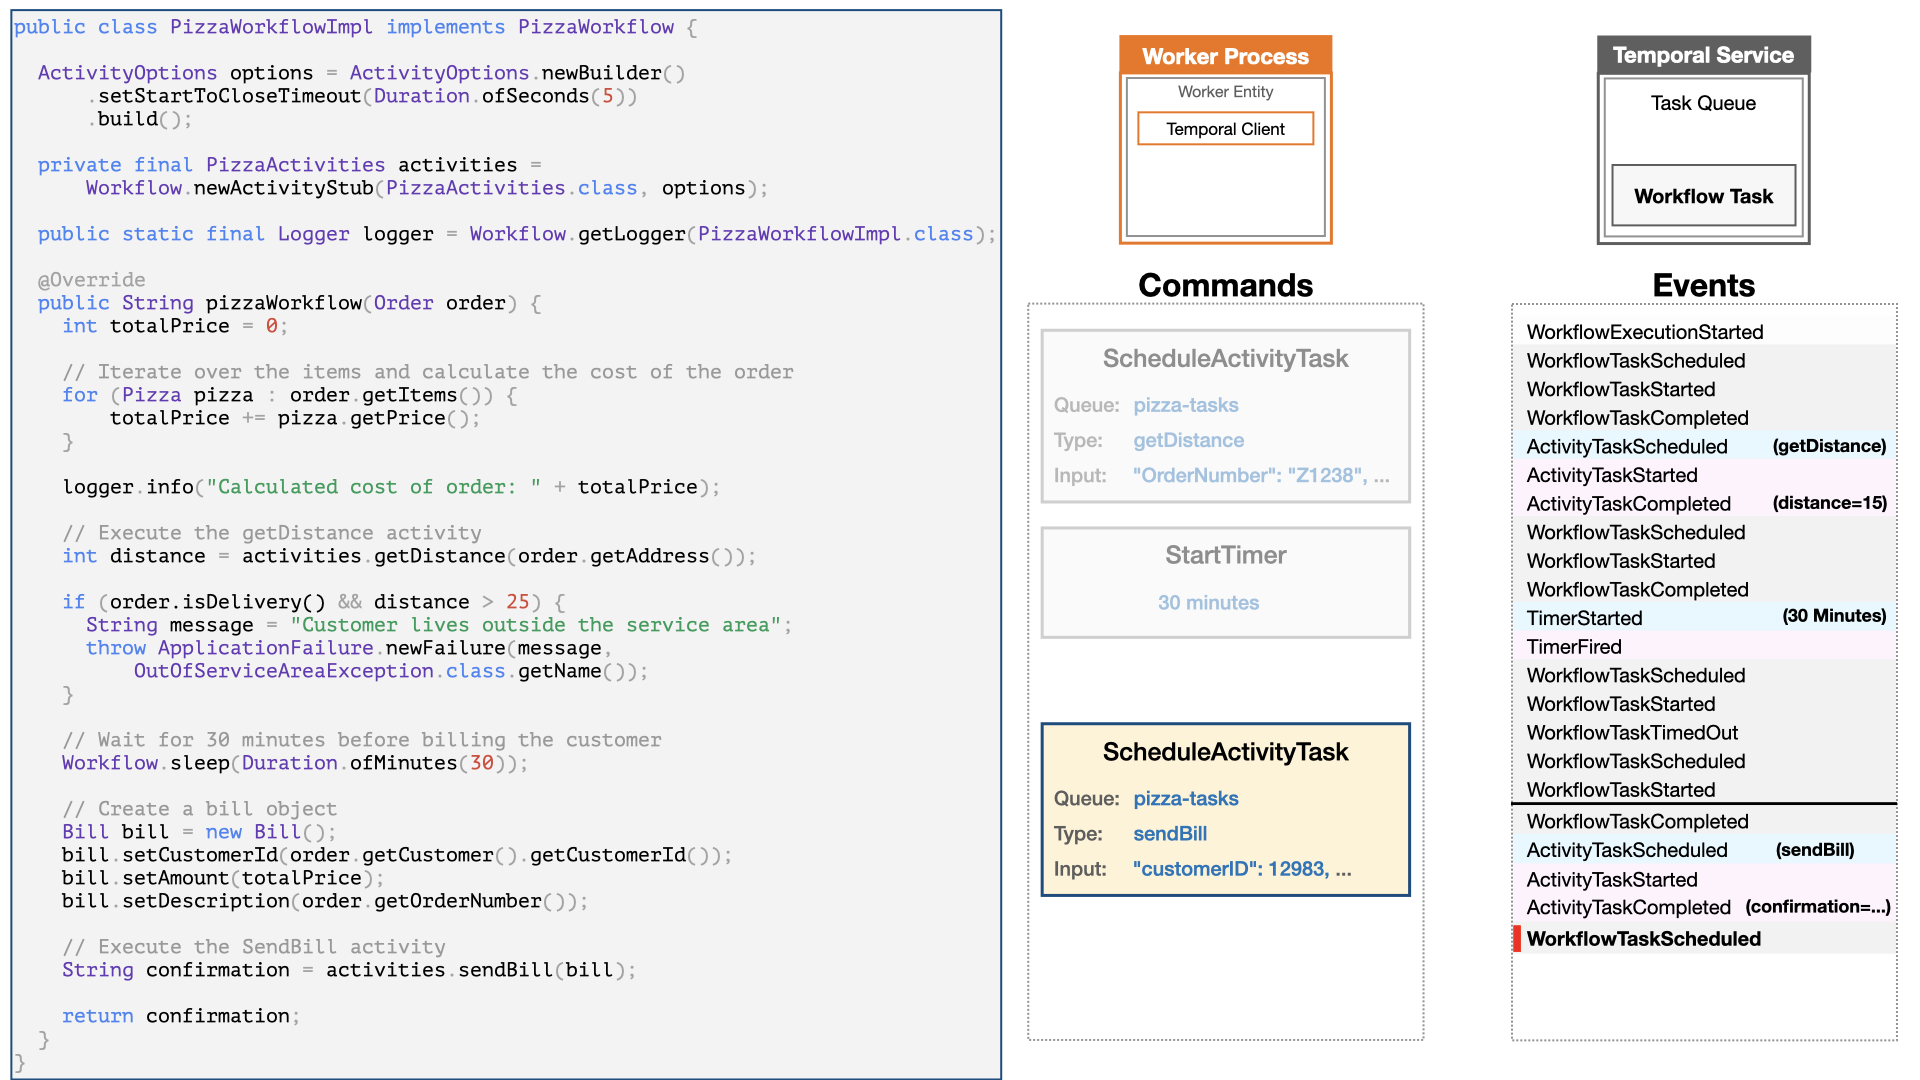 public class PizzaWorkflowImpl implements PizzaWorkflow {
ActivityOptions options = ActivityOptions.newBuilder()
.setStartToCloseTimeout(Duration.ofSeconds(5))
.build();
private final PizzaActivities activities =
Workflow.newActivityStub(PizzaActivities.class, options);
public static final Logger logger = Workflow.getLogger(PizzaWorkflowImpl.class);
@Override
public String pizzaWorkflow(Order order) {
int totalPrice = 0;
// Iterate over the items and calculate the cost of the order
for (Pizza pizza : order.getItems()) {
totalPrice += pizza.getPrice();
}
logger.info("Calculated cost of order: " + totalPrice);
// Execute the getDistance activity
int distance = activities.getDistance(order.getAddress());
if (order.isDelivery() && distance > 25) {
String message = "Customer lives outside the service area";
throw ApplicationFailure.newFailure(message,
OutOfServiceAreaException.class.getName());
}
// Wait for 30 minutes before billing the customer
Workflow.sleep(Duration.ofMinutes(30));
// Create a bill object
Bill bill = new Bill();
bill.setCustomerId(order.getCustomer().getCustomerId());
bill.setAmount(totalPrice);
bill.setDescription(order.getOrderNumber());
// Execute the SendBill activity
String confirmation = activities.sendBill(bill);
return confirmation;
}
}
Worker Process
Worker Entity
Temporal Client
Commands
ScheduleActivityTask
Queue: pizza-tasks
Type: getDistance
Input: "OrderNumber": "Z1238", ...
StartTimer
30 minutes
ScheduleActivityTask
Queue: pizza-tasks
Type: sendBill
Input: "customerID": 12983, ...
Temporal Service
Task Queue
Workflow Task
Events
WorkflowExecutionStarted
WorkflowTaskScheduled
WorkflowTaskStarted
WorkflowTaskCompleted
ActivityTaskScheduled (getDistance)
ActivityTaskStarted
ActivityTaskCompleted (distance=15)
WorkflowTaskScheduled
WorkflowTaskStarted
WorkflowTaskCompleted
TimerStarted (30 Minutes)
TimerFired
WorkflowTaskScheduled
WorkflowTaskStarted
WorkflowTaskTimedOut
WorkflowTaskScheduled
WorkflowTaskStarted
WorkflowTaskCompleted
ActivityTaskScheduled (sendBill)
ActivityTaskStarted
ActivityTaskCompleted (confirmation=...)
WorkflowTaskScheduled